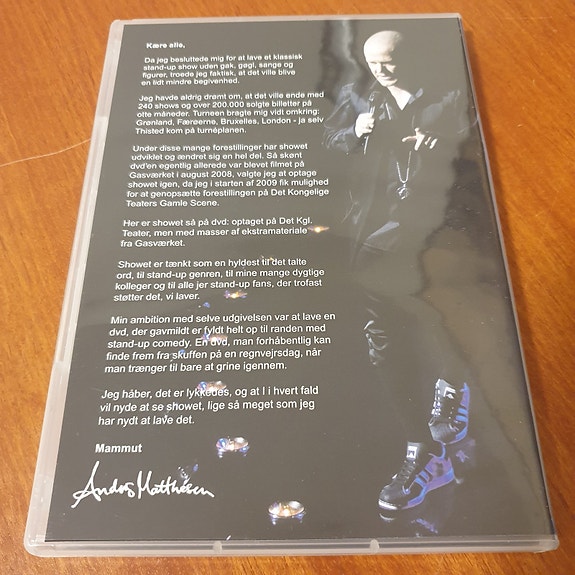 Kære alle,
Da jeg besluttede mig for at lave et klassisk
stand-up show uden gak, gøgl, sange og
figurer, troede jeg faktisk, at det ville blive
en lidt mindre begivenhed.
Jeg havde aldrig drømt om, at det ville ende med
240 shows og over 200.000 solgte billetter på
otte måneder. Turneen bragte mig vidt omkring:
Grønland, Færøerne, Bruxelles, London - ja selv
Thisted kom på turnéplanen.
Under disse mange forestillinger har showet
udviklet og ændret sig en hel del. Så skønt
dvd'en egentlig allerede var blevet filmet på
Gasværket i august 2008, valgte jeg at optage
showet igen, da jeg i starten af 2009 fik mulighed
for at genopsætte forestillingen på Det Kongelige
Teaters Gamle Scene.
Her er showet så på dvd: optaget på Det Kgl.
Teater, men med masser af ekstramateriale
fra Gasværket.
Showet er tænkt som en hyldest til det talte
ord, til stand-up genren, til mine mange dygtige
kolleger og til alle jer stand-up fans, der trofast
støtter det, vi laver.
Min ambition med selve udgivelsen var at lave en
dvd, der gavmildt er fyldt helt op til randen med
stand-up comedy. En dvd, man forhåbentlig kan
finde frem fra skuffen på en regnvejrsdag, når
man trænger til bare at grine igennem.
Jeg håber, det er lykkedes, og at I i hvert fald
vil nyde at se showet, lige så meget som jeg
har nydt at lave det.
Mammut
Anders Matthesen